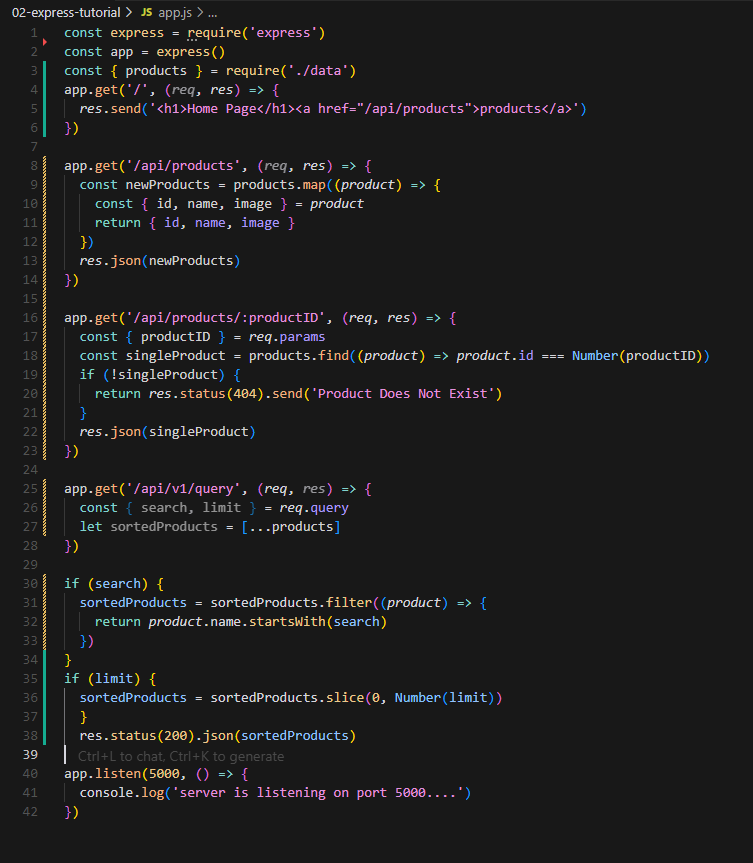 02-express-tutorial > JS app.js > ...
1 const express = require('express')
2 const app = express()
3 const { products } = require('./data')
4 app.get('/', (req, res) => {
5   res.send('<h1>Home Page</h1><a href="/api/products">products</a>')
6 })
7
8 app.get('/api/products', (req, res) => {
9   const newProducts = products.map((product) => {
10     const { id, name, image } = product
11     return { id, name, image }
12   })
13   res.json(newProducts)
14 })
15
16 app.get('/api/products/:productID', (req, res) => {
17   const { productID } = req.params
18   const singleProduct = products.find((product) => product.id === Number(productID))
19   if (!singleProduct) {
20     return res.status(404).send('Product Does Not Exist')
21   }
22   res.json(singleProduct)
23 })
24
25 app.get('/api/v1/query', (req, res) => {
26   const { search, limit } = req.query
27   let sortedProducts = [...products]
28 })
29
30 if (search) {
31   sortedProducts = sortedProducts.filter((product) => {
32     return product.name.startsWith(search)
33   })
34 }
35 if (limit) {
36   sortedProducts = sortedProducts.slice(0, Number(limit))
37   }
38   res.status(200).json(sortedProducts)
39   Ctrl+L to chat, Ctrl+K to generate
40 app.listen(5000, () => {
41   console.log('server is listening on port 5000....')
42 })